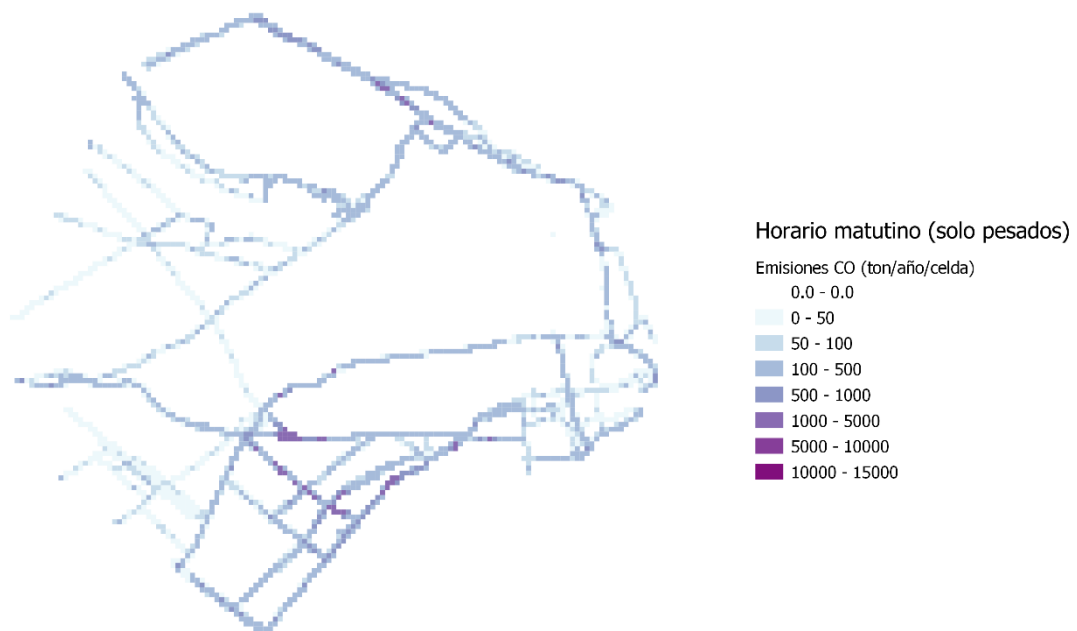 Horario matutino (solo pesados)
Emisiones CO (ton/año/celda)
0.0 - 0.0
0 - 50
50 - 100
100 - 500
500 - 1000
1000 - 5000
5000 - 10000
10000 - 15000